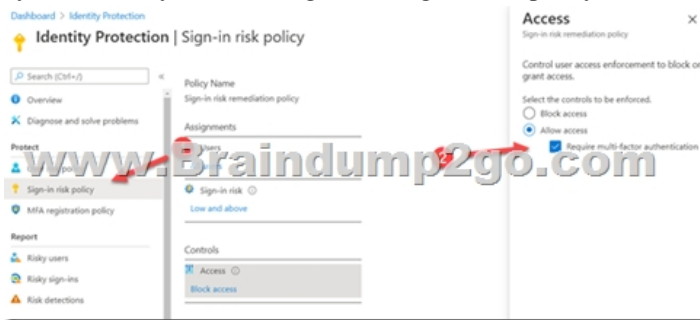 Dashboard > Identity Protection
Identity Protection | Sign-in risk policy
Search (Ctrl+/)
«
Overview
Diagnose and solve problems
Protect
Sign-in risk policy
MFA registration policy
Report
Risky users
Risky sign-ins
Risk detections
Policy Name
Sign-in risk remediation policy
Assignments
Users
Sign-in risk
Low and above
Controls
Access
Block access
www.Braindump2go.com
2
Access
Sign-in risk remediation policy
Control user access enforcement to block or
grant access.
Select the controls to be enforced.
Block access
Allow access
Require multi-factor authentication